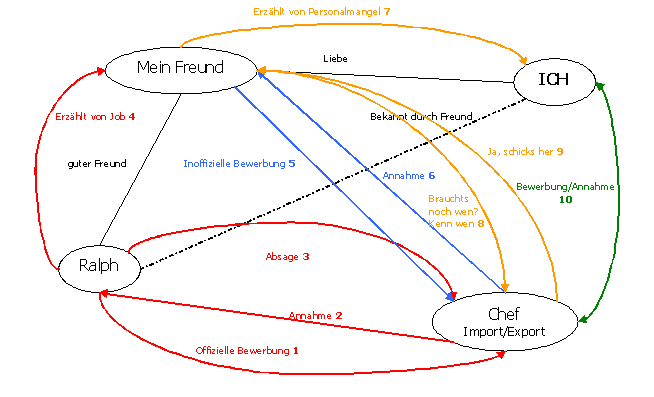 Erzählt von Personalmangel 7
Mein Freund
Liebe
ICH
Erzählt von Job 4
Bekannt durch Freund
guter Freund
Inoffizielle Bewerbung 5
Annahme 6
Ja, schicks her 9
Bewerbung/Annahme
10
Brauchts
noch wen?
Kenn wen 8
Ralph
Absage 3
Annahme 2
Chef
Import/Export
Offizielle Bewerbung 1